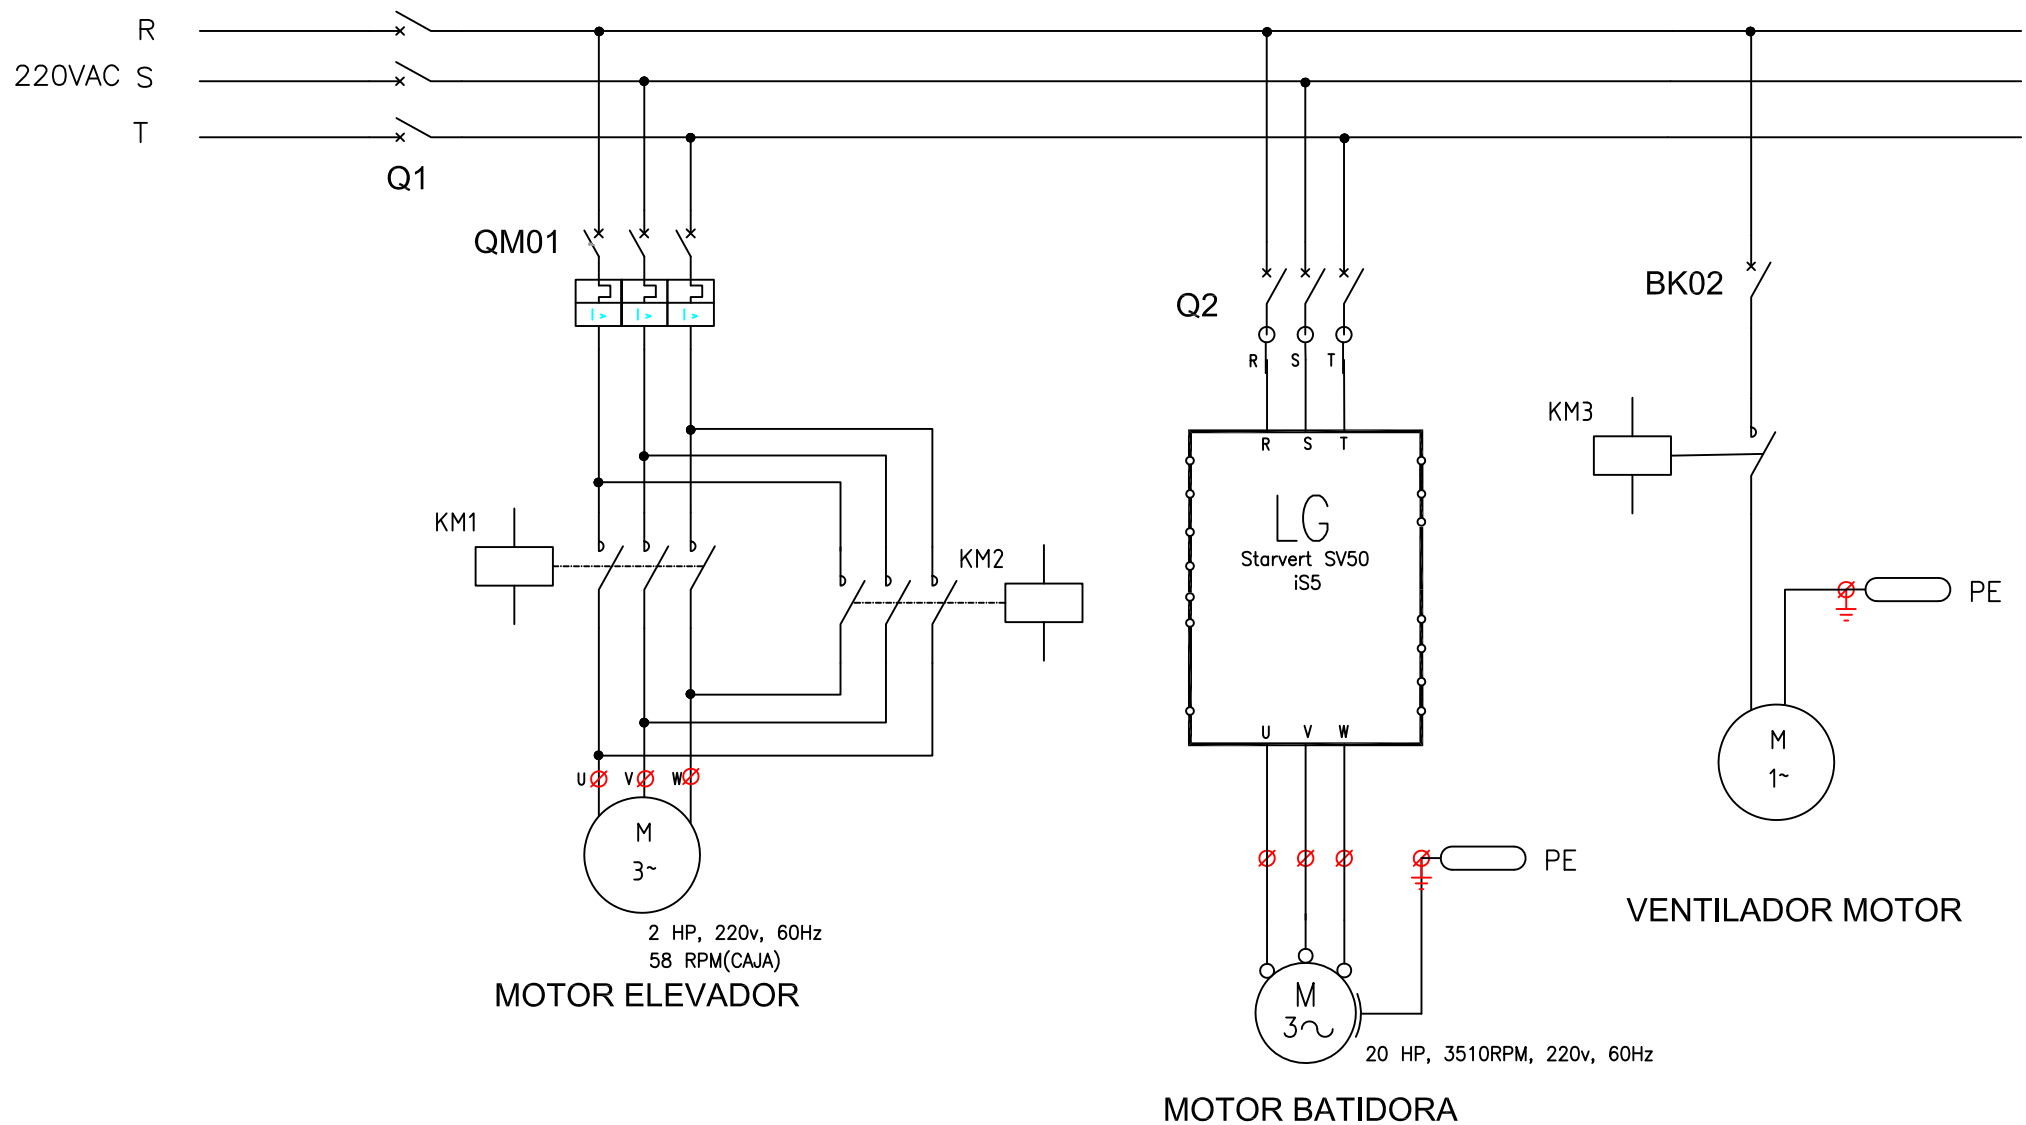 R
220VAC S
T
Q1
QM01
I >
I >
I >
KM1
KM2
U
V
W
M
3~
2 HP, 220v, 60Hz
58 RPM(CAJA)
MOTOR ELEVADOR
Q2
R
S
T
R
S
T
LG
Starvert SV50
iS5
U
V
W
PE
M
3~
20 HP, 3510RPM, 220v, 60Hz
MOTOR BATIDORA
BK02
KM3
PE
M
1~
VENTILADOR MOTOR